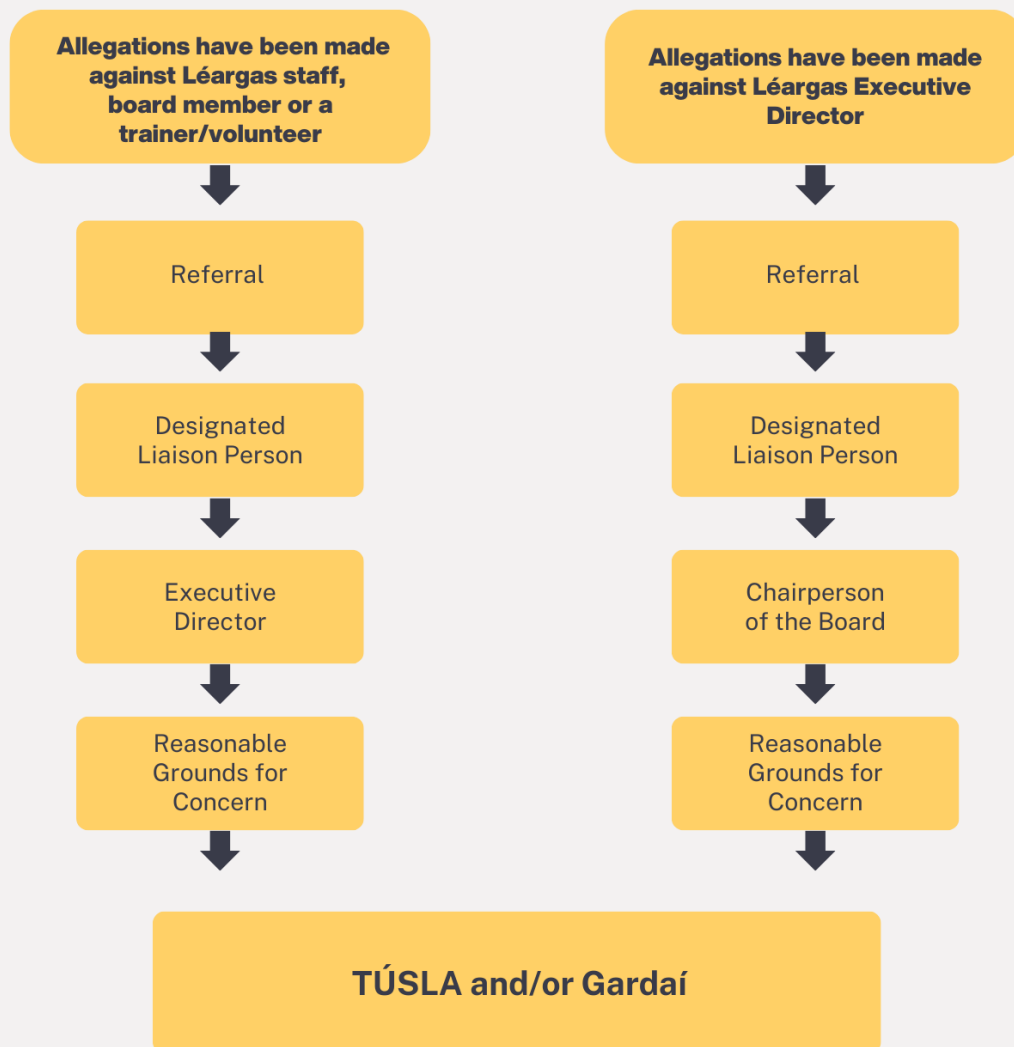 Allegations have been made
against Léargas staff,
board member or a
trainer/volunteer
Referral
Designated
Liaison Person
Executive
Director
Reasonable
Grounds for
Concern
Allegations have been made
against Léargas Executive
Director
Referral
Designated
Liaison Person
Chairperson
of the Board
Reasonable
Grounds for
Concern
TÚSLA and/or Gardaí